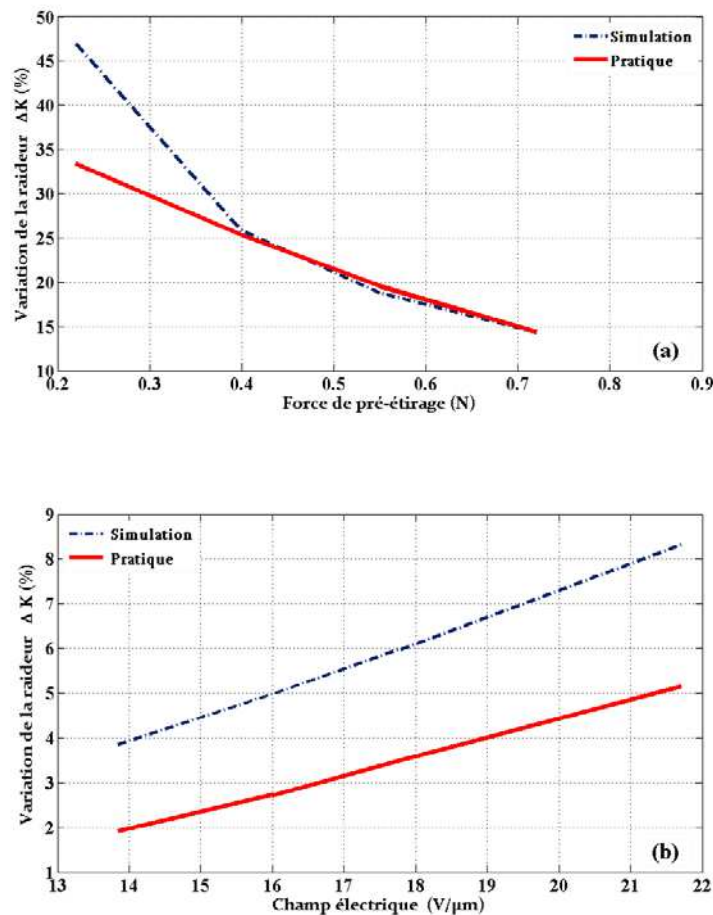 50
45
40
35
30
25
20
15
10
Variation de la raideur ΔK (%)
Simulation
Pratique
(a)
0.2 0.3 0.4 0.5 0.6 0.7 0.8 0.9
Force de pré-étirage (N)
9
8
7
6
5
4
3
2
1
Variation de la raideur Δ K (%)
Simulation
Pratique
(b)
13 14 15 16 17 18 19 20 21 22
Champ électrique (V/μm)